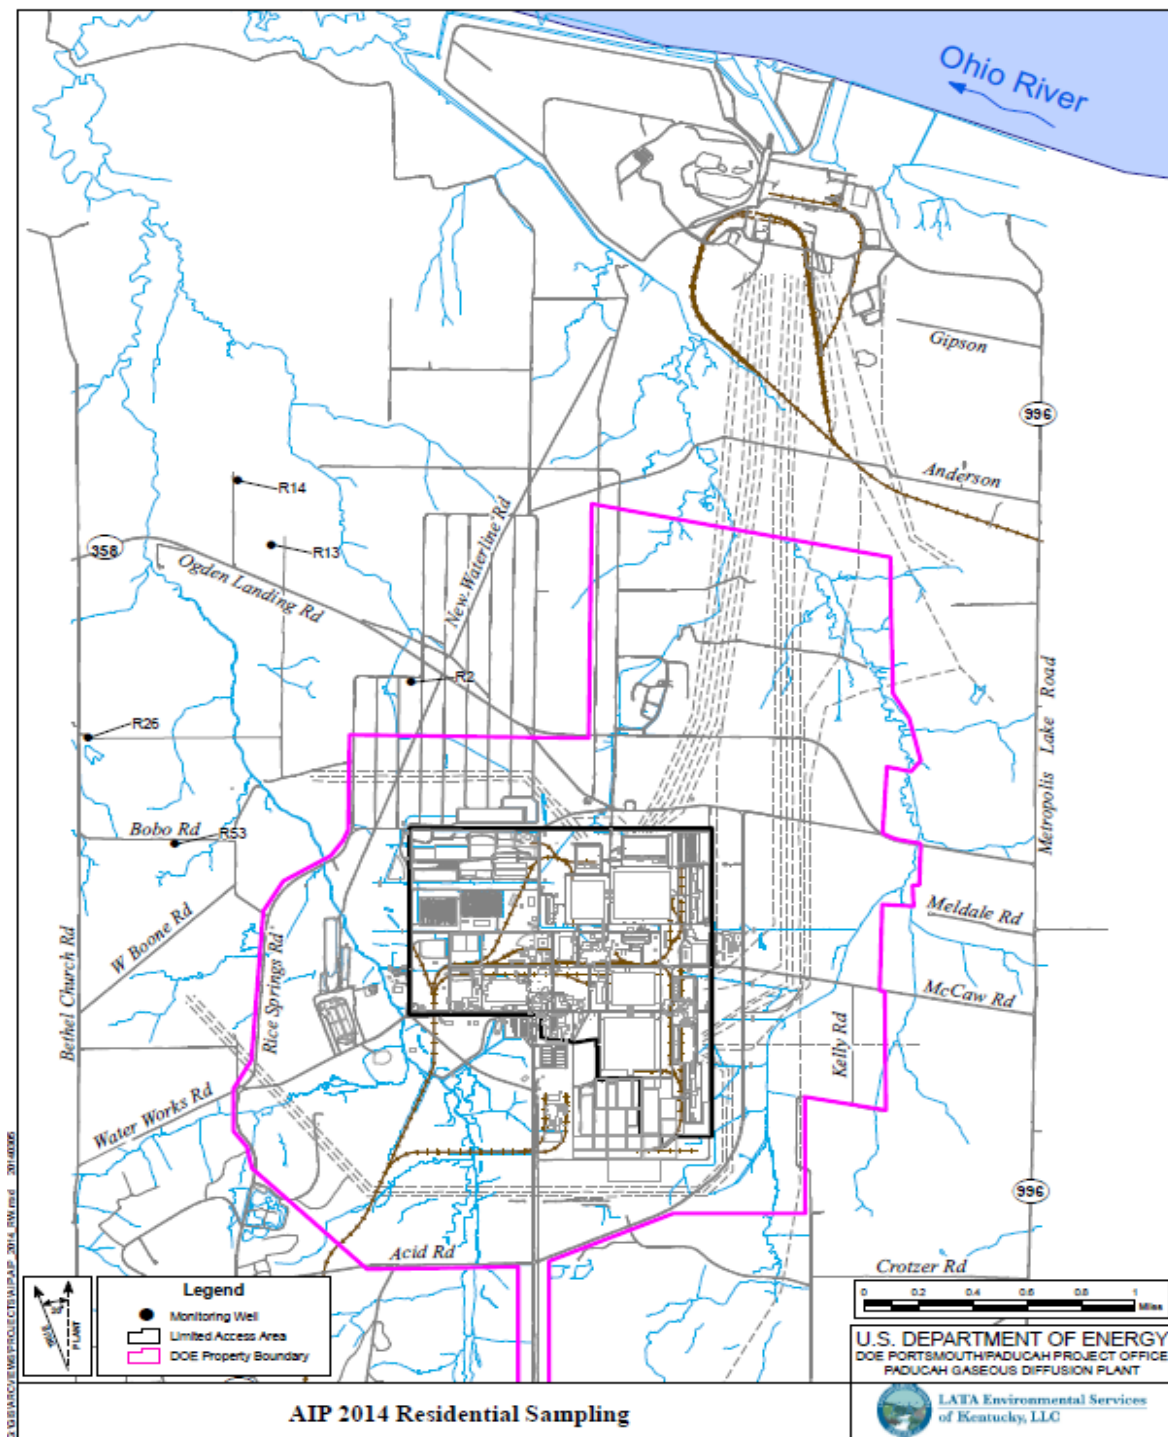 Ohio River
Gipson
996
Anderson
R14
R13
358
Ogden Landing Rd
New Waterline Rd
R2
R26
Metropolis Lake Road
Bobo Rd
R53
Meldale Rd
W Boone Rd
Bethel Church Rd
Rice Springs Rd
McCaw Rd
Kelly Rd
Water Works Rd
996
Acid Rd
Crotzer Rd
Legend
Monitoring Well
Limited Access Area
DOE Property Boundary
PLANT
0 0.2 0.4 0.6 0.8 1
Miles
U.S. DEPARTMENT OF ENERGY
DOE PORTSMOUTH/PADUCAH PROJECT OFFICE
PADUCAH GASEOUS DIFFUSION PLANT
AIP 2014 Residential Sampling
LATA Environmental Services
of Kentucky, LLC